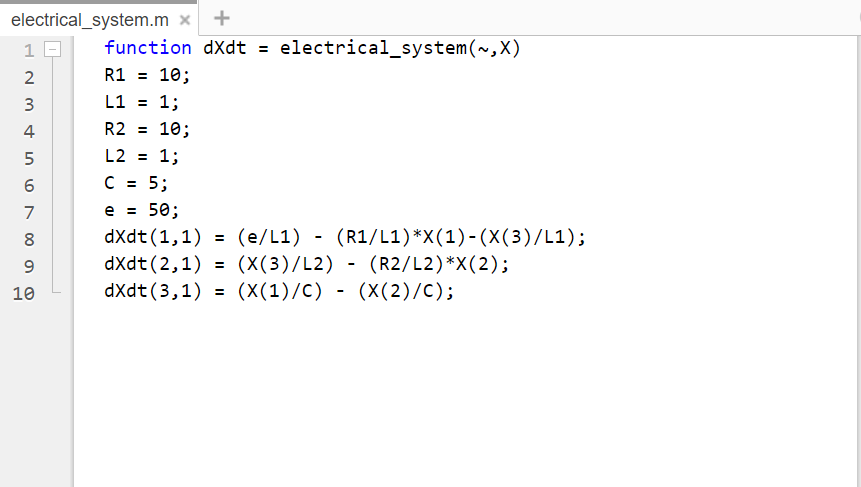 electrical_system.m × +
1 function dXdt = electrical_system(~,X)
2 R1 = 10;
3 L1 = 1;
4 R2 = 10;
5 L2 = 1;
6 C = 5;
7 e = 50;
8 dXdt(1,1) = (e/L1) - (R1/L1)*X(1)-(X(3)/L1);
9 dXdt(2,1) = (X(3)/L2) - (R2/L2)*X(2);
10 dXdt(3,1) = (X(1)/C) - (X(2)/C);